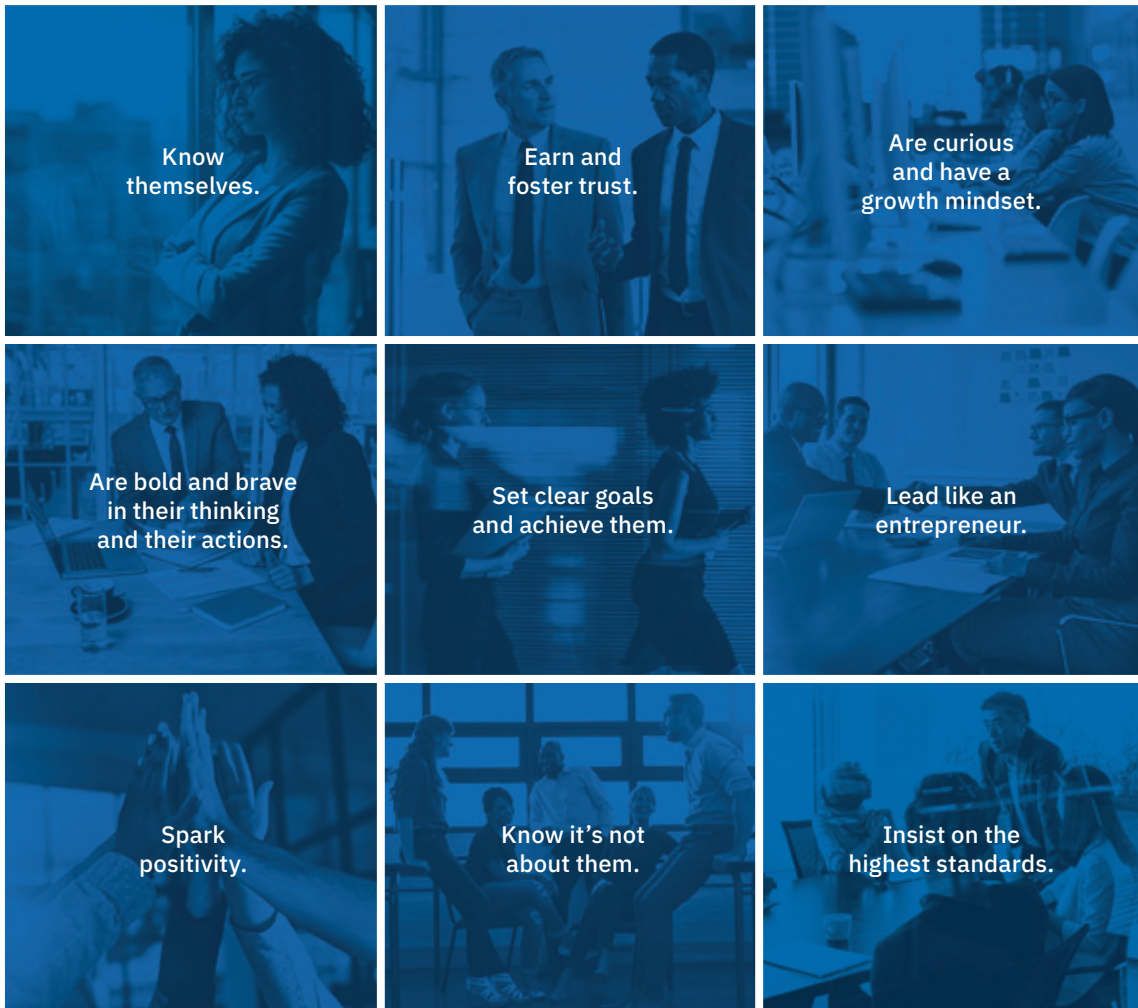 Know
themselves.
Earn and
foster trust.
Are curious
and have a
growth mindset.
Are bold and brave
in their thinking
and their actions.
Set clear goals
and achieve them.
Lead like an
entrepreneur.
Spark
positivity.
Know it’s not
about them.
Insist on the
highest standards.